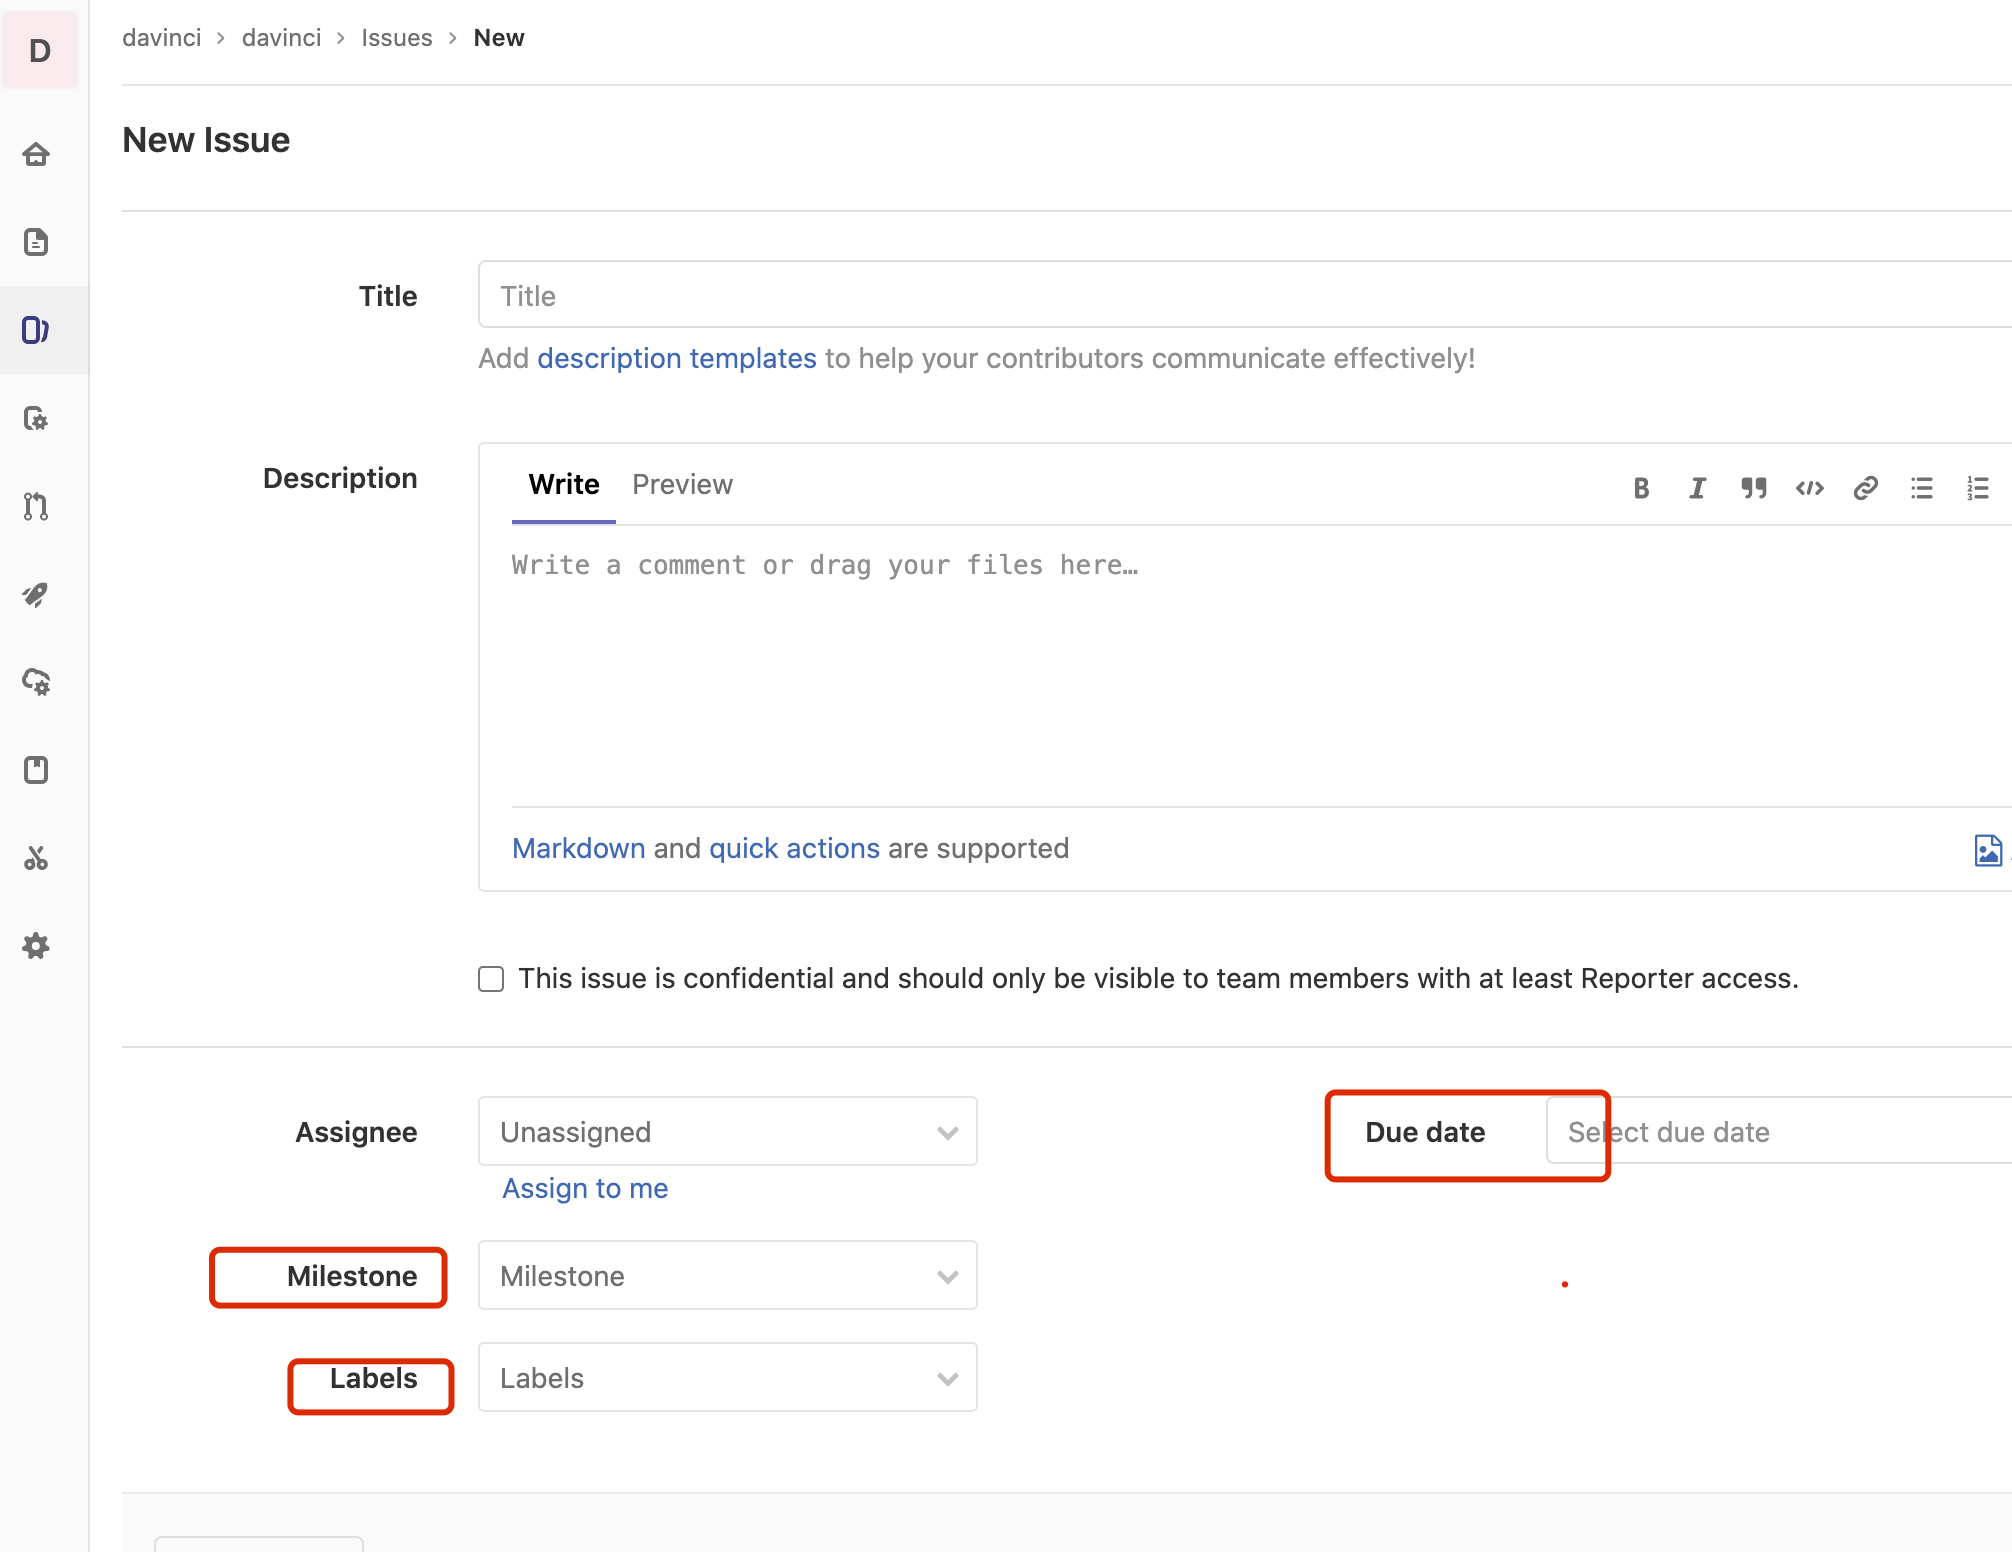 D
davinci > davinci > Issues > New
New Issue
Title
Title
Add description templates to help your contributors communicate effectively!
Description
Write Preview
Write a comment or drag your files here…
Markdown and quick actions are supported
This issue is confidential and should only be visible to team members with at least Reporter access.
Assignee
Unassigned
Due date
Select due date
Assign to me
Milestone
Milestone
Labels
Labels